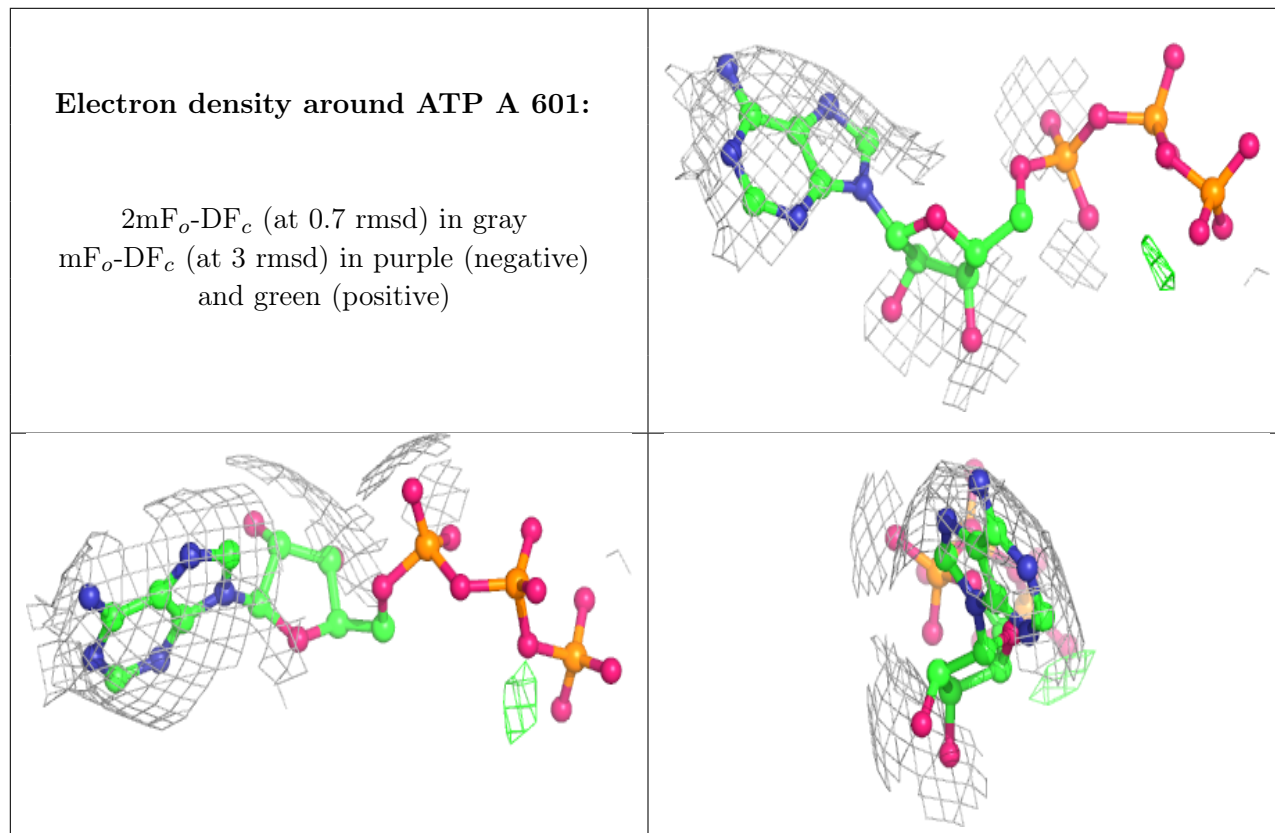 Electron density around ATP A 601:
2mFo-DFc (at 0.7 rmsd) in gray
mFo-DFc (at 3 rmsd) in purple (negative)
and green (positive)